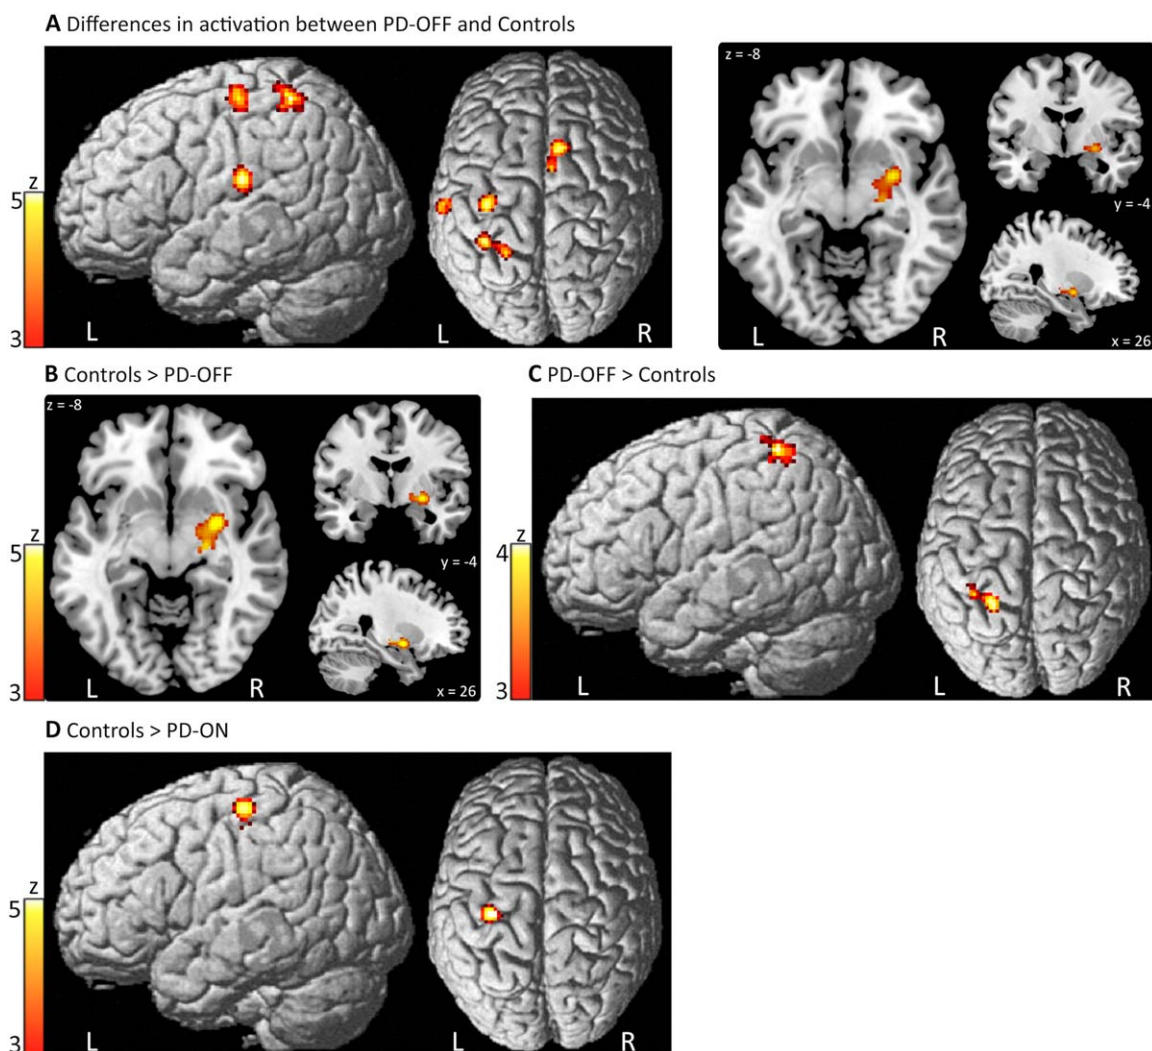 A Differences in activation between PD-OFF and Controls
z
5
3
L
L
R
z = -8
y = -4
x = 26
L
R
B Controls > PD-OFF
z = -8
z
5
3
y = -4
x = 26
L
R
C PD-OFF > Controls
z
4
3
L
L
R
D Controls > PD-ON
z
5
3
L
L
R